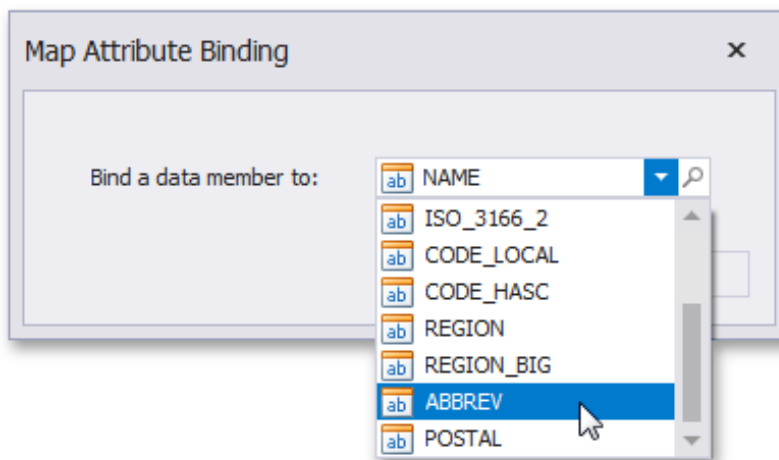 Map Attribute Binding
Bind a data member to:
ab NAME
ab ISO_3166_2
ab CODE_LOCAL
ab CODE_HASC
ab REGION
ab REGION_BIG
ab ABBREV
ab POSTAL